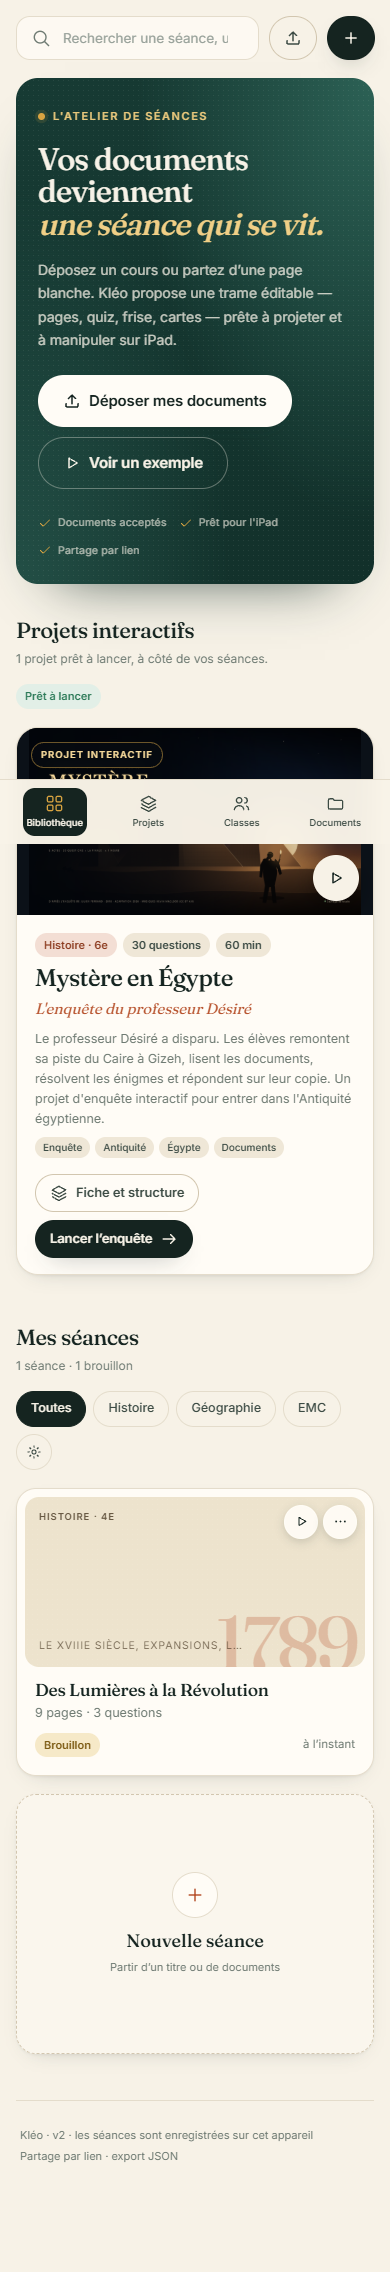 Rechercher une séance, u
L'ATELIER DE SÉANCES
Vos documents
deviennent
une séance qui se vit.
Déposez un cours ou partez d’une page
blanche. Kléo propose une trame éditable —
pages, quiz, frise, cartes — prête à projeter et
à manipuler sur iPad.
Déposer mes documents
Voir un exemple
Documents acceptés
Prêt pour l'iPad
Partage par lien
Projets interactifs
1 projet prêt à lancer, à côté de vos séances.
Prêt à lancer
PROJET INTERACTIF
MYSTÈRE
Bibliothèque
Projets
Classes
Documents
Histoire · 6e
30 questions
60 min
Mystère en Égypte
L'enquête du professeur Désiré
Le professeur Désiré a disparu. Les élèves remontent
sa piste du Caire à Gizeh, lisent les documents,
résolvent les énigmes et répondent sur leur copie. Un
projet d'enquête interactif pour entrer dans l'Antiquité
égyptienne.
Enquête
Antiquité
Égypte
Documents
Fiche et structure
Lancer l’enquête
Mes séances
1 séance · 1 brouillon
Toutes
Histoire
Géographie
EMC
HISTOIRE · 4E
LE XVIIIE SIÈCLE, EXPANSIONS, L…
1789
Des Lumières à la Révolution
9 pages · 3 questions
Brouillon
à l’instant
Nouvelle séance
Partir d’un titre ou de documents
Kléo · v2 · les séances sont enregistrées sur cet appareil
Partage par lien · export JSON